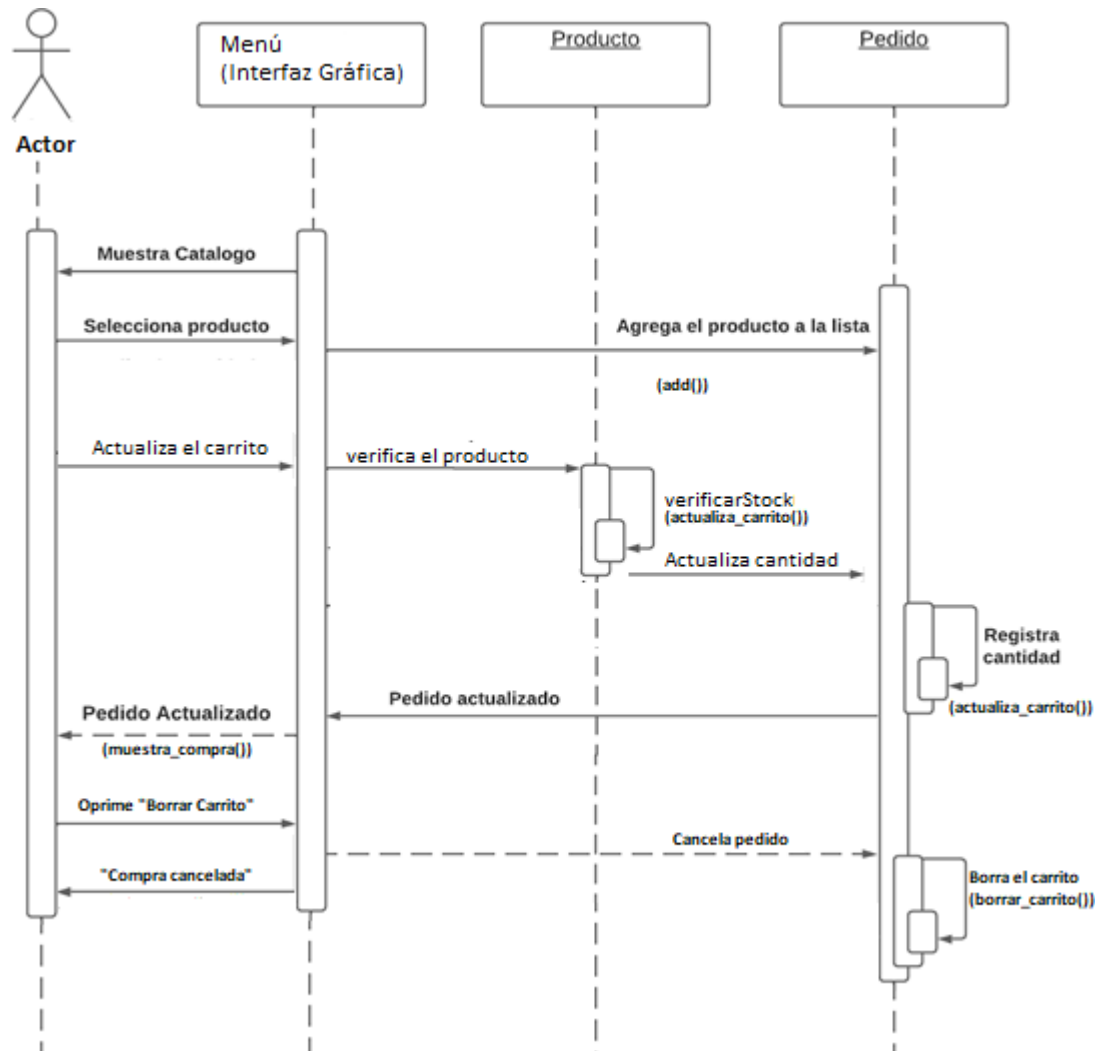 Menú
(Interfaz Gráfica)
Producto
Pedido
Actor
Muestra Catalogo
Selecciona producto
Agrega el producto a la lista
(add())
Actualiza el carrito
verifica el producto
verificarStock
(actualiza_carrito())
Actualiza cantidad
Registra
cantidad
(actualiza_carrito())
Pedido actualizado
Pedido Actualizado
(muestra_compra())
Oprime "Borrar Carrito"
Cancela pedido
"Compra cancelada"
Borra el carrito
(borrar_carrito())